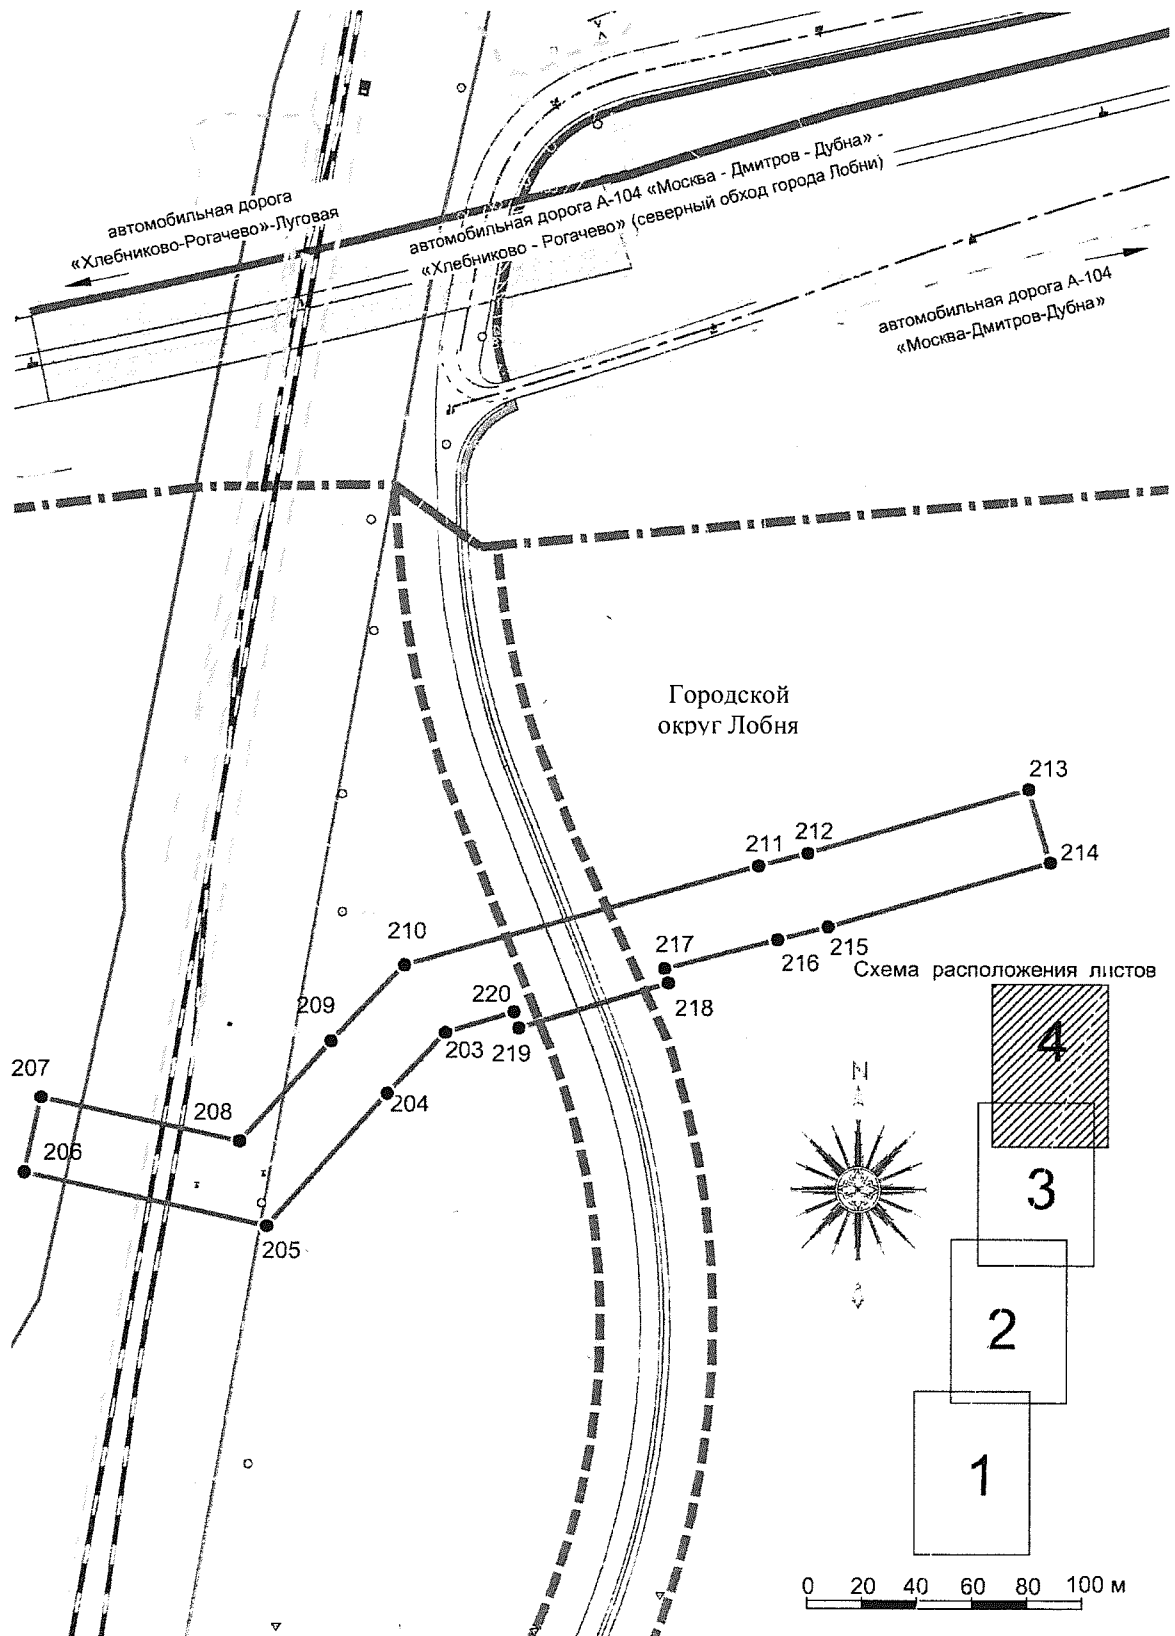 автомобильная дорога
«Хлебниково-Рогачево»-Луговая
автомобильная дорога А-104 «Москва - Дмитров - Дубна» -
«Хлебниково - Рогачево» (северный обход города Лобни)
автомобильная дорога А-104
«Москва-Дмитров-Дубна»
Городской
округ Лобня
213
212
211
214
210
215
217
216
Схема расположения листов
218
220
209
203
219
4
207
204
N
208
206
3
205
2
1
0 20 40 60 80 100 м